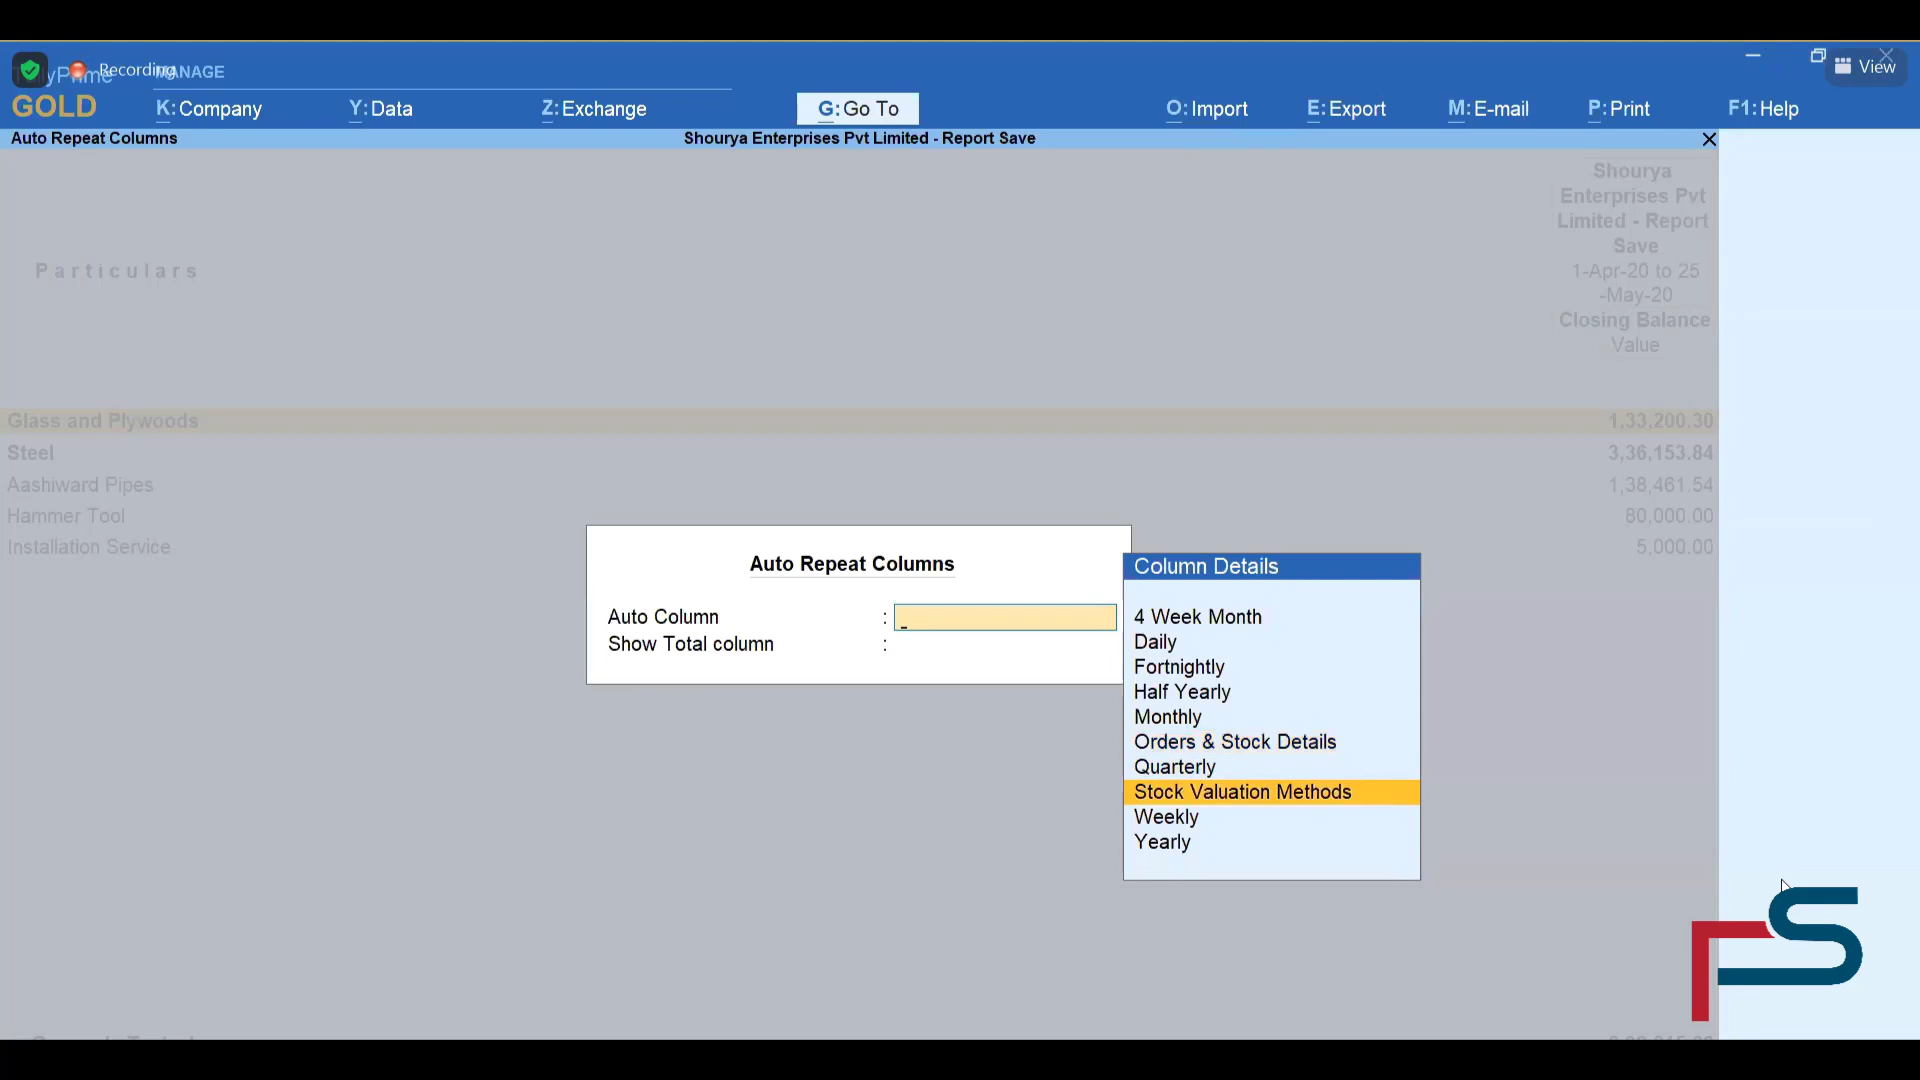 Recording
MANAGE
View
GOLD
K:Company
Y:Data
Z:Exchange
G:Go To
O:Import
E:Export
M:E-mail
P:Print
F1:Help
Auto Repeat Columns
Shourya Enterprises Pvt Limited - Report Save
Shourya
Enterprises Pvt
Limited - Report
Save
Particulars
1-Apr-20 to 25
-May-20
Closing Balance
Value
Glass and Plywoods 1,33,200.30
Steel 3,36,153.84
Aashiward Pipes 1,38,461.54
Hammer Tool 80,000.00
Installation Service 5,000.00
Auto Repeat Columns
Auto Column :
Show Total column :
Column Details
4 Week Month
Daily
Fortnightly
Half Yearly
Monthly
Orders & Stock Details
Quarterly
Stock Valuation Methods
Weekly
Yearly